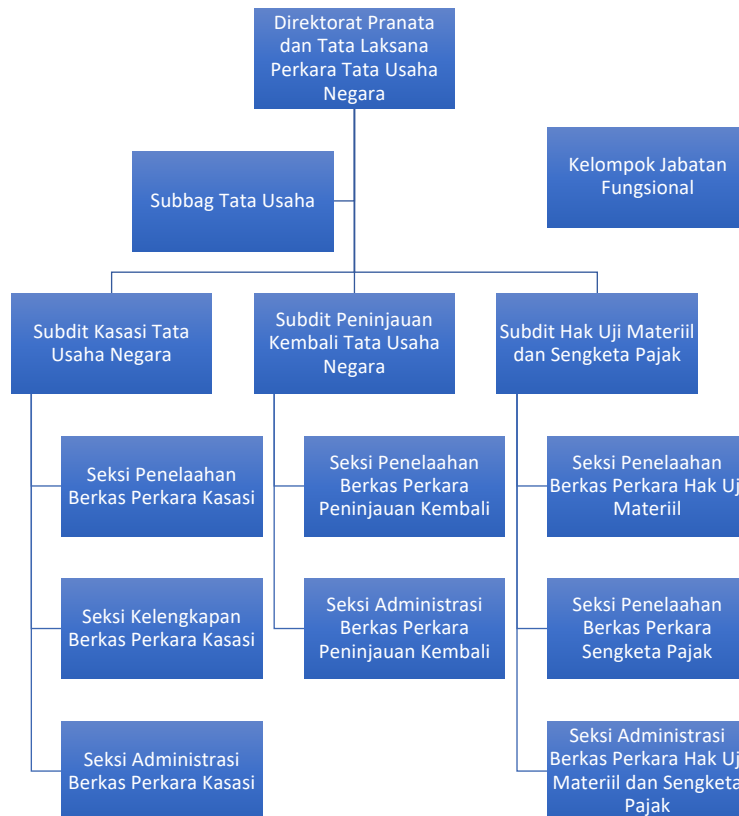 Direktorat Pranata
dan Tata Laksana
Perkara Tata Usaha
Negara
Kelompok Jabatan
Fungsional
Subbag Tata Usaha
Subdit Kasasi Tata
Usaha Negara
Subdit Peninjauan
Kembali Tata Usaha
Negara
Subdit Hak Uji Materiil
dan Sengketa Pajak
Seksi Penelaahan
Berkas Perkara Kasasi
Seksi Penelaahan
Berkas Perkara
Peninjauan Kembali
Seksi Penelaahan
Berkas Perkara Hak Uj
Materiil
Seksi Kelengkapan
Berkas Perkara Kasasi
Seksi Administrasi
Berkas Perkara
Peninjauan Kembali
Seksi Penelaahan
Berkas Perkara
Sengketa Pajak
Seksi Administrasi
Berkas Perkara Kasasi
Seksi Administrasi
Berkas Perkara Hak Uj
Materiil dan Sengketa
Pajak